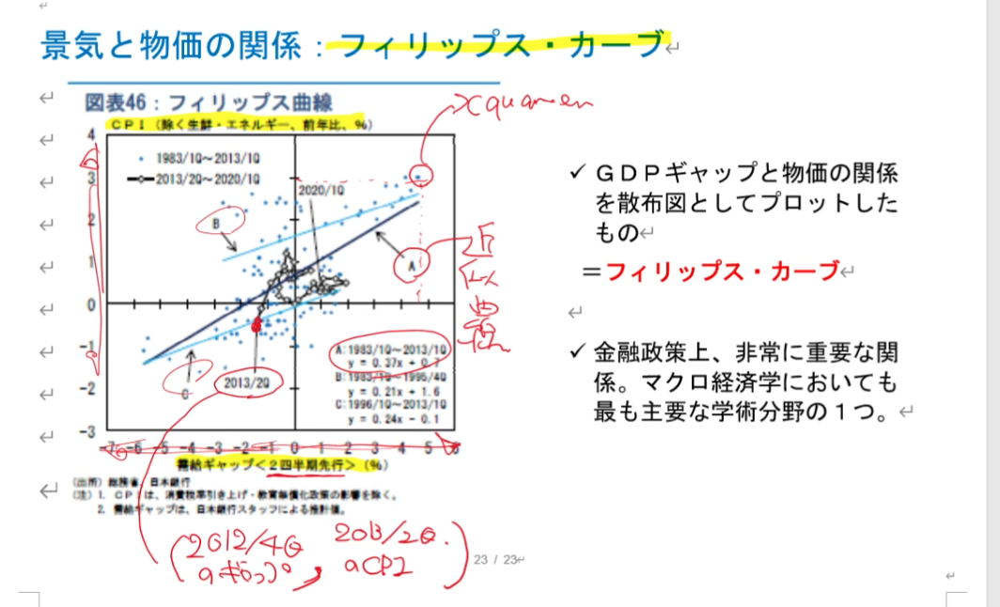 景気と物価の関係：フィリップス・カーブ
図表46：フィリップス曲線
CPI（除く生鮮・エネルギー、前年比、%）
4
3
2
1
0
-1
-2
-3
1983/1Q～2013/1Q
2013/2Q～2020/1Q
2020/1Q
B
A
C
2013/2Q
A:1983/1Q～2013/1Q
y = 0.37x + 0.7
B:1983/1Q～1995/4Q
y = 0.21x + 1.6
C:1996/1Q～2013/1Q
y = 0.24x - 0.1
-7 -6 -5 -4 -3 -2 -1 0 1 2 3 4 5 6
需給ギャップ＜2四半期先行＞（%）
（出所）総務省、日本銀行
（注）1. CPIは、消費税率引き上げ・教育無償化政策の影響を除く。
2. 需給ギャップは、日本銀行スタッフによる推計値。
2012/4Q 2013/2Q.
のギャップ、 のCPI
✓ GDPギャップと物価の関係
を散布図としてプロットした
もの
＝フィリップス・カーブ
✓ 金融政策上、非常に重要な関
係。マクロ経済学においても
最も主要な学術分野の１つ。
23 / 23